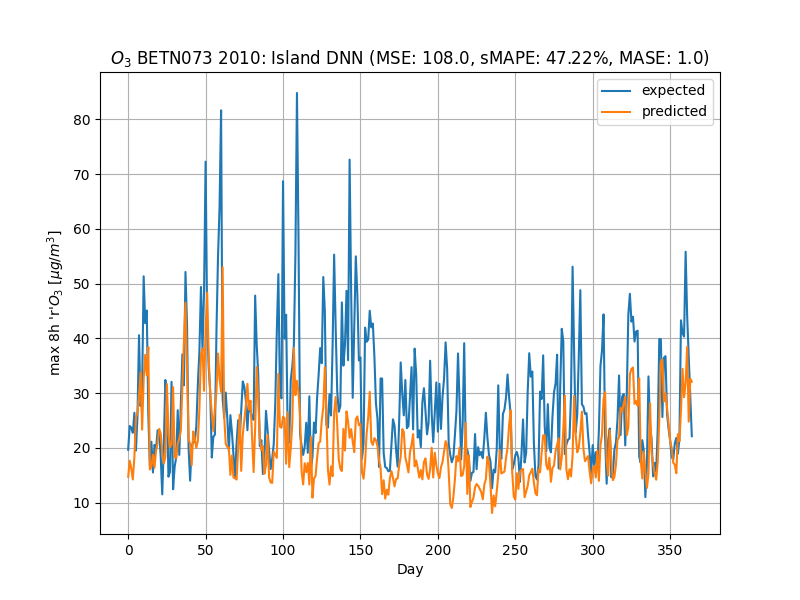 O3 BETN073 2010: Island DNN (MSE: 108.0, sMAPE: 47.22%, MASE: 1.0)
expected
predicted
max 8h 'r'O3 [μg/m³]
80
70
60
50
40
30
20
10
0 50 100 150 200 250 300 350
Day